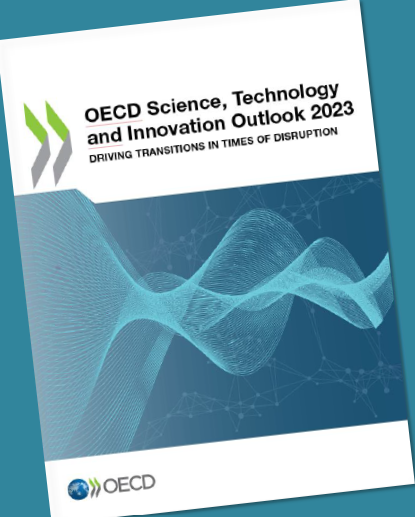 OECD Science, Technology
and Innovation Outlook 2023
DRIVING TRANSITIONS IN TIMES OF DISRUPTION
OECD